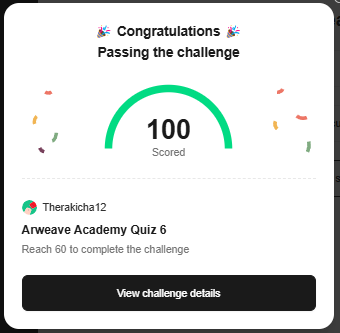 🎉 Congratulations 🎉
Passing the challenge
100
Scored
Therakicha12
Arweave Academy Quiz 6
Reach 60 to complete the challenge
View challenge details